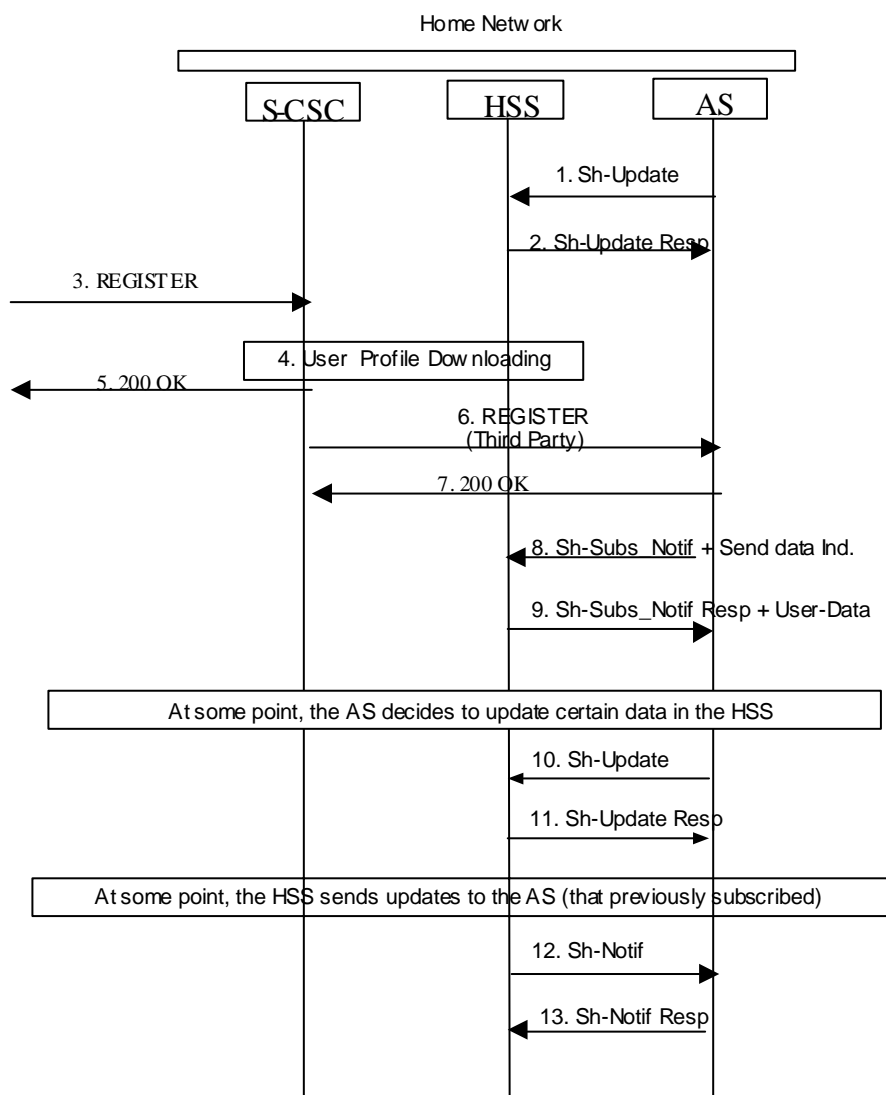 Home Network
S-CSC
HSS
AS
1. Sh-Update
2. Sh-Update Resp
3. REGISTER
4. User Profile Downloading
5. 200 OK
6. REGISTER
(Third Party)
7. 200 OK
8. Sh-Subs_Notif + Send data Ind.
9. Sh-Subs_Notif Resp + User-Data
At some point, the AS decides to update certain data in the HSS
10. Sh-Update
11. Sh-Update Resp
At some point, the HSS sends updates to the AS (that previously subscribed)
12. Sh-Notif
13. Sh-Notif Resp